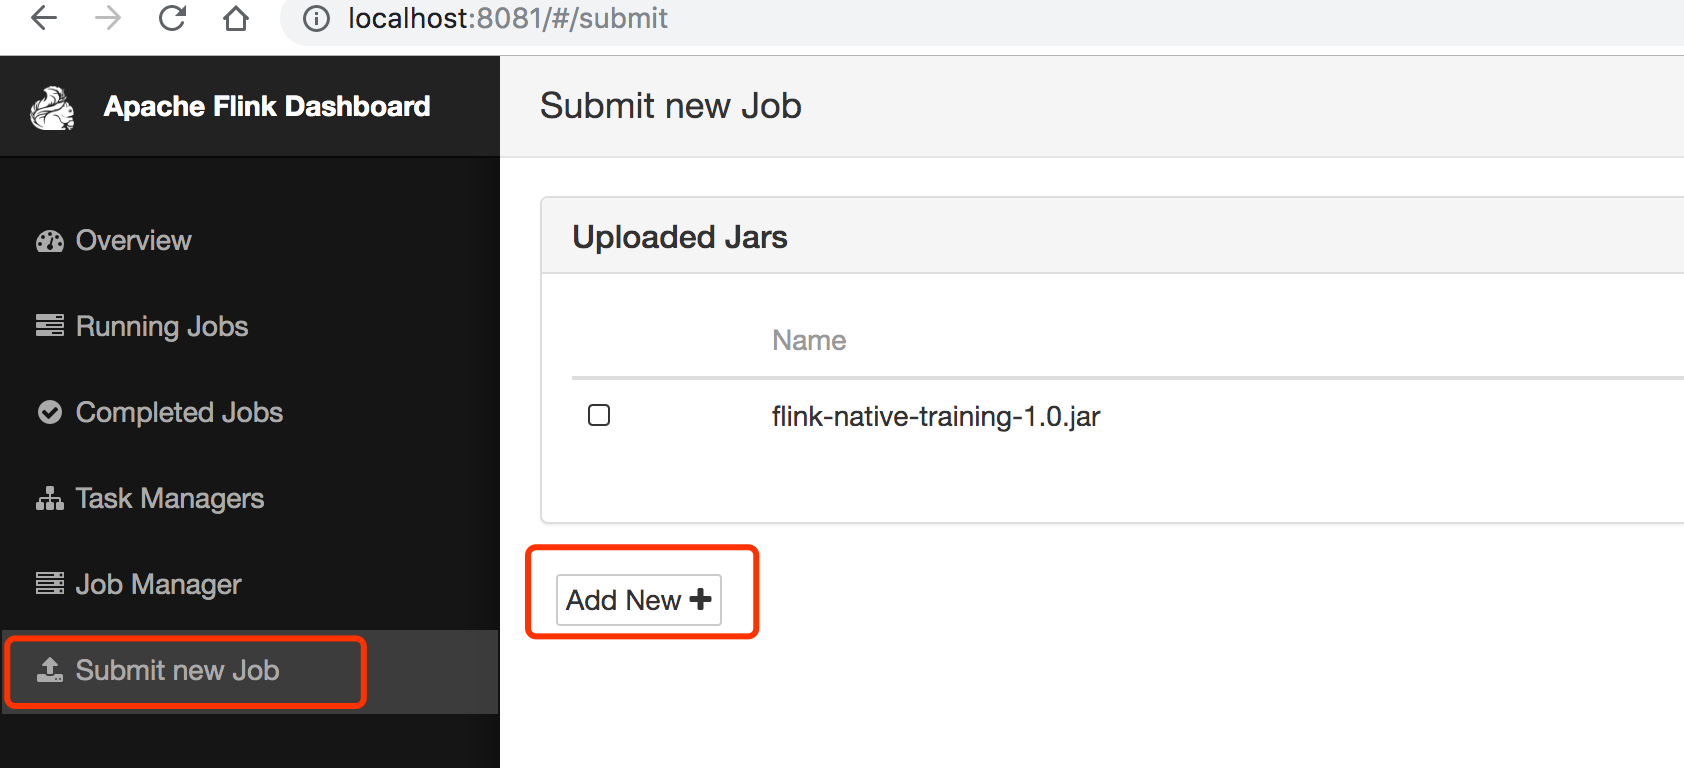 localhost:8081/#/submit
Apache Flink Dashboard
Submit new Job
Overview
Running Jobs
Completed Jobs
Task Managers
Job Manager
Submit new Job
Uploaded Jars
Name
flink-native-training-1.0.jar
Add New